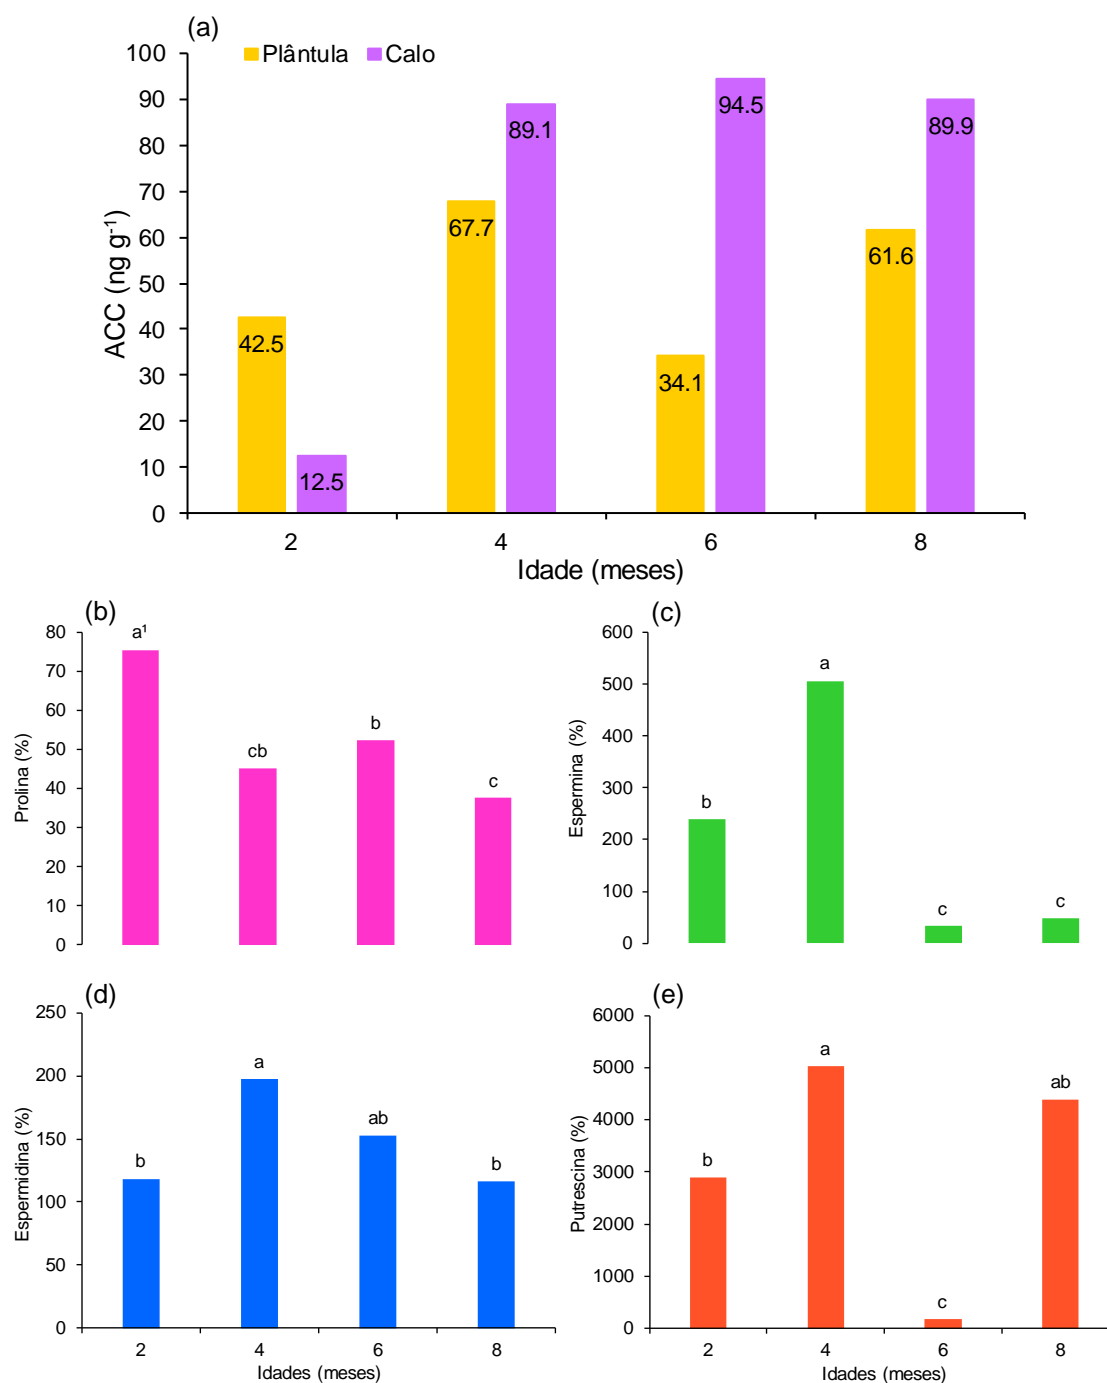 (a)
Plântula Calo
100
90
80
70
60
50
40
30
20
10
0
ACC (ng g⁻¹)
42.5
12.5
67.7
89.1
34.1
94.5
61.6
89.9
2 4 6 8
Idade (meses)
(b)
80
70
60
50
40
30
20
10
0
Prolina (%)
a¹
cb
b
c
(c)
600
500
400
300
200
100
0
Espermina (%)
b
a
c
c
(d)
250
200
150
100
50
0
Espermidina (%)
b
a
ab
b
2 4 6 8
Idades (meses)
(e)
6000
5000
4000
3000
2000
1000
0
Putrescina (%)
b
a
c
ab
2 4 6 8
Idades (meses)